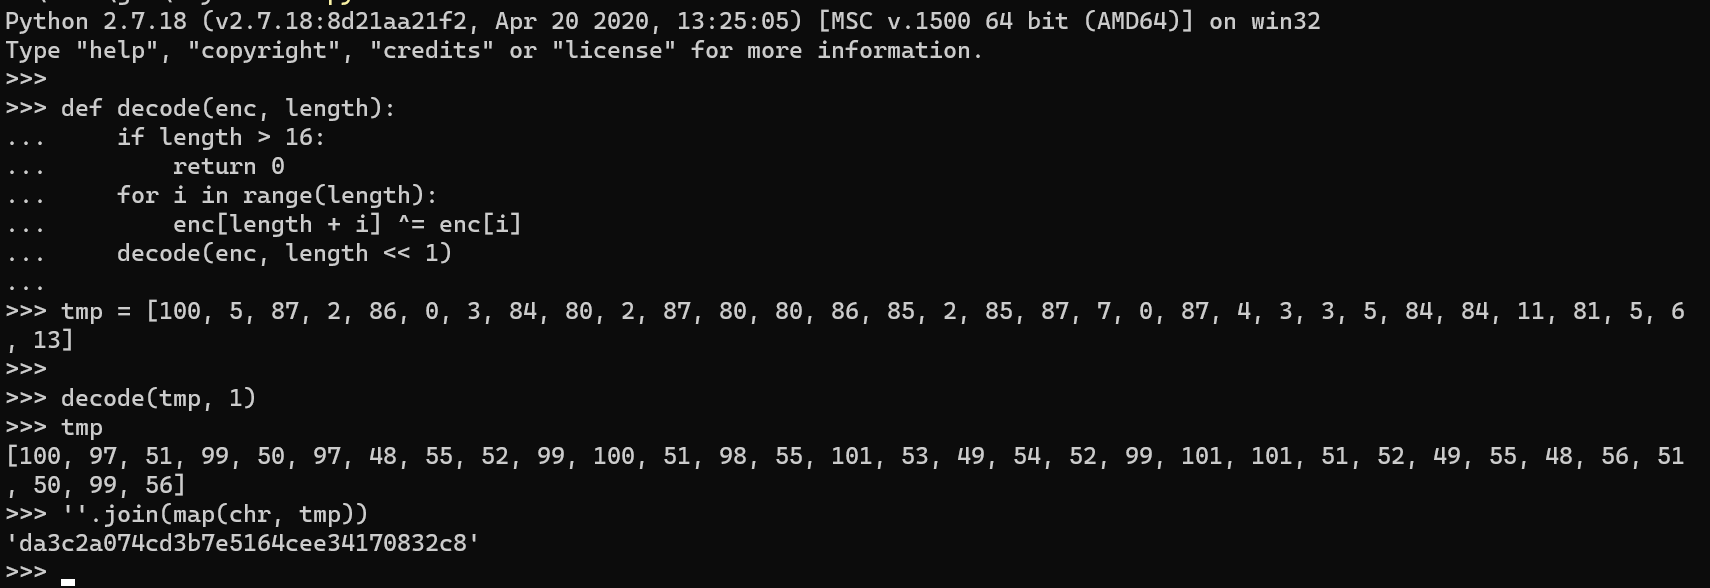 Python 2.7.18 (v2.7.18:8d21aa21f2, Apr 20 2020, 13:25:05) [MSC v.1500 64 bit (AMD64)] on win32
Type "help", "copyright", "credits" or "license" for more information.
>>>
>>> def decode(enc, length):
...     if length > 16:
...         return 0
...     for i in range(length):
...         enc[length + i] ^= enc[i]
...     decode(enc, length << 1)
...
>>> tmp = [100, 5, 87, 2, 86, 0, 3, 84, 80, 2, 87, 80, 80, 86, 85, 2, 85, 87, 7, 0, 87, 4, 3, 3, 5, 84, 84, 11, 81, 5, 6
, 13]
>>>
>>> decode(tmp, 1)
>>> tmp
[100, 97, 51, 99, 50, 97, 48, 55, 52, 99, 100, 51, 98, 55, 101, 53, 49, 54, 52, 99, 101, 101, 51, 52, 49, 55, 48, 56, 51
, 50, 99, 56]
>>> ''.join(map(chr, tmp))
'da3c2a074cd3b7e5164cee34170832c8'
>>>